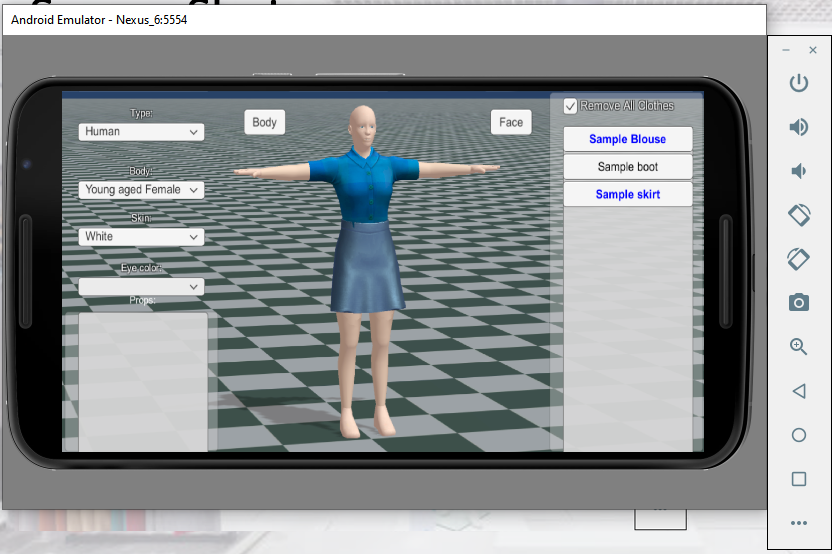 Android Emulator - Nexus_6:5554
Type:
Human
Body:
Young aged Female
Skin:
White
Eye color:
Props:
Body
Face
Remove All Clothes
Sample Blouse
Sample boot
Sample skirt